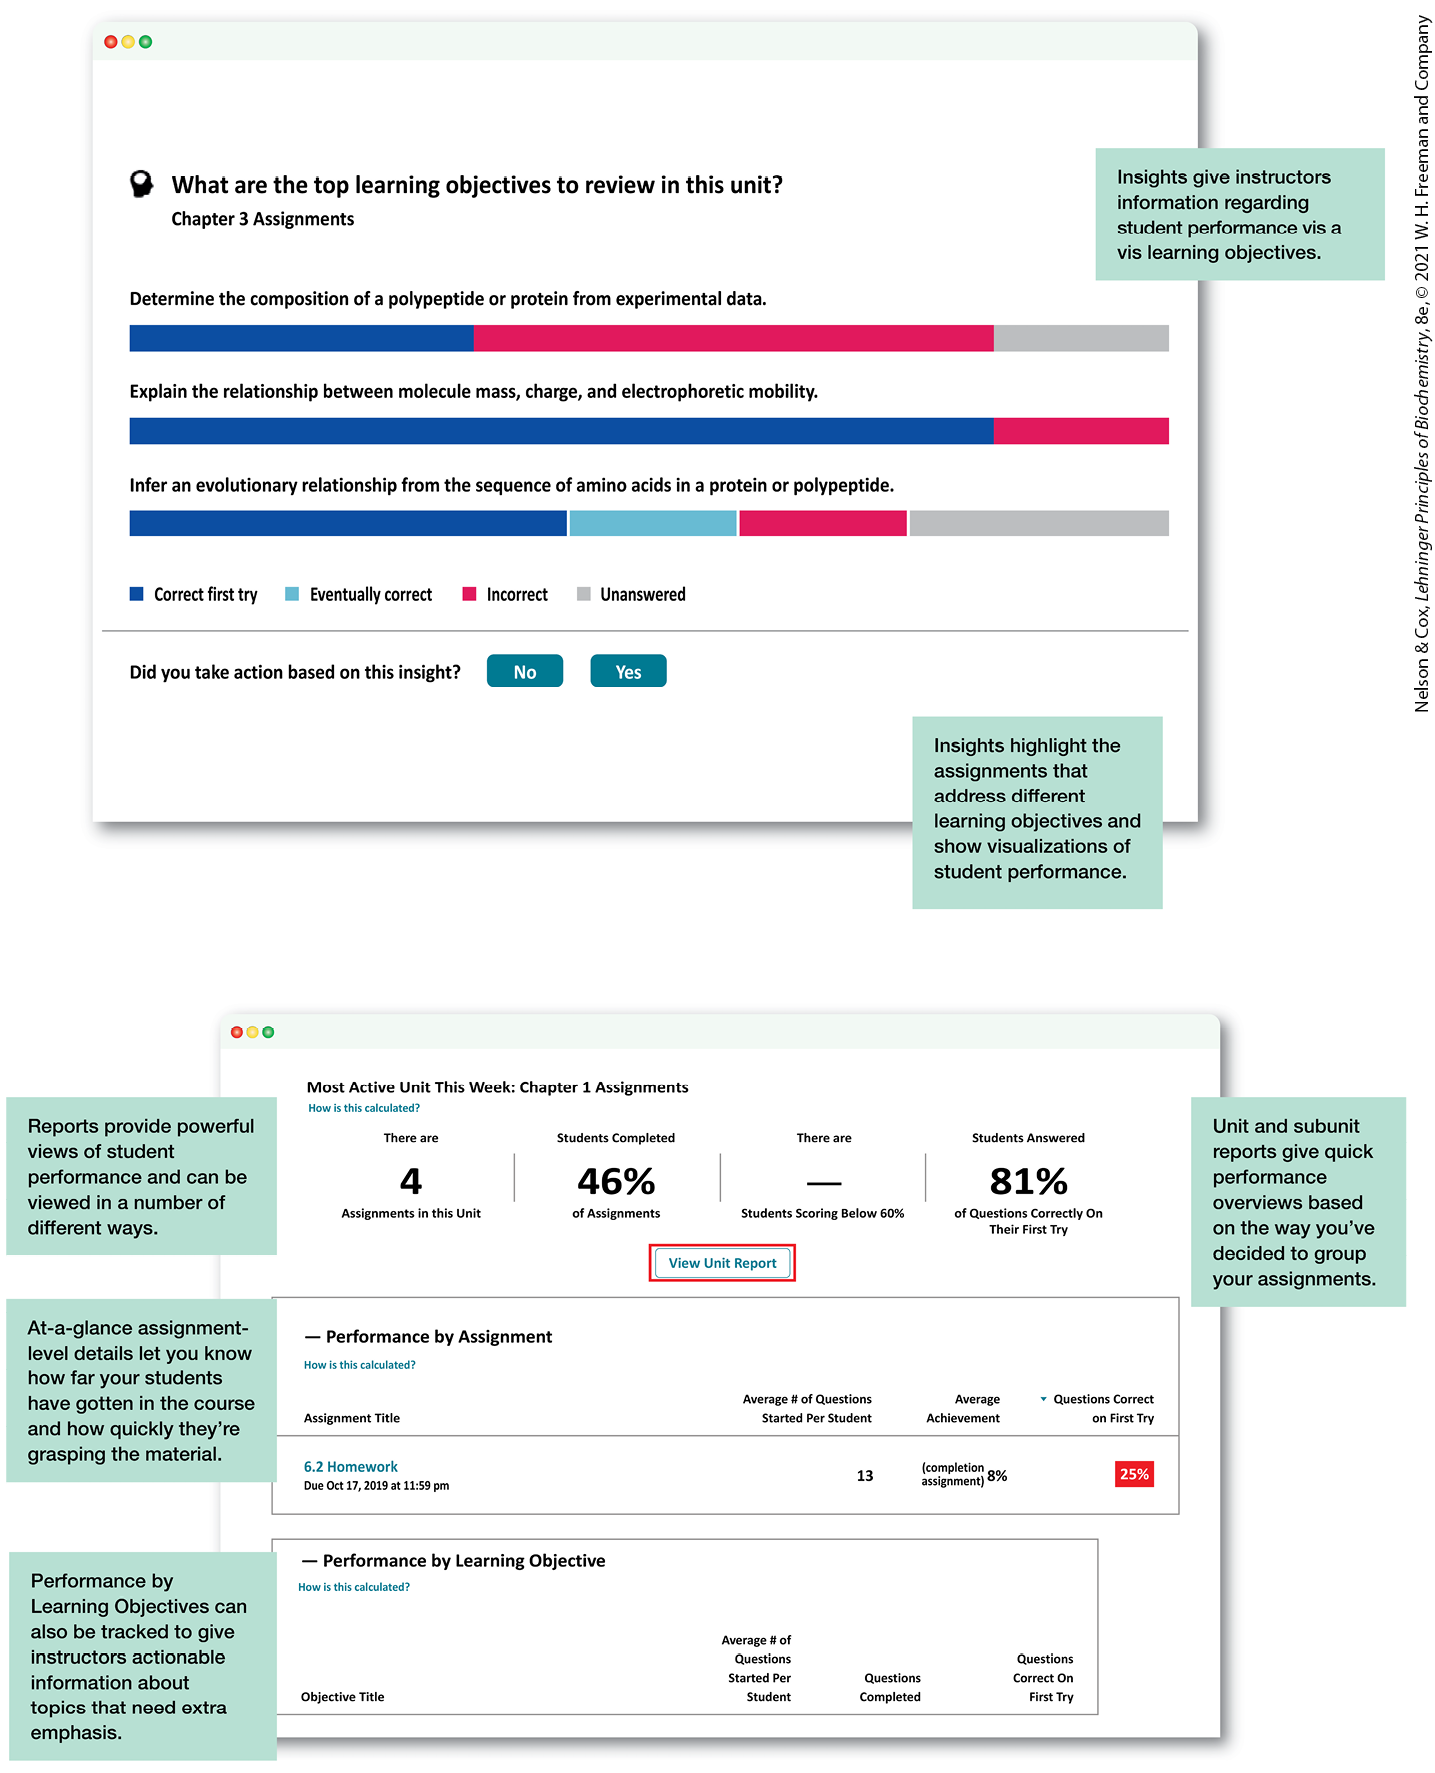 Nelson & Cox, Lehninger Principles of Biochemistry, 8e, © 2021 W. H. Freeman and Company
What are the top learning objectives to review in this unit?
Chapter 3 Assignments
Insights give instructors
information regarding
student performance vis a
vis learning objectives.
Determine the composition of a polypeptide or protein from experimental data.
Explain the relationship between molecule mass, charge, and electrophoretic mobility.
Infer an evolutionary relationship from the sequence of amino acids in a protein or polypeptide.
Correct first try Eventually correct Incorrect Unanswered
Did you take action based on this insight? No Yes
Insights highlight the
assignments that
address different
learning objectives and
show visualizations of
student performance.
Most Active Unit This Week: Chapter 1 Assignments
How is this calculated?
There are
4
Assignments in this Unit
Students Completed
46%
of Assignments
There are
—
Students Scoring Below 60%
Students Answered
81%
of Questions Correctly On
Their First Try
View Unit Report
Reports provide powerful
views of student
performance and can be
viewed in a number of
different ways.
Unit and subunit
reports give quick
performance
overviews based
on the way you’ve
decided to group
your assignments.
At-a-glance assignment-
level details let you know
how far your students
have gotten in the course
and how quickly they’re
grasping the material.
— Performance by Assignment
How is this calculated?
Assignment Title
Average # of Questions
Started Per Student
Average
Achievement
Questions Correct
on First Try
6.2 Homework
Due Oct 17, 2019 at 11:59 pm
13
(completion
assignment) 8%
25%
Performance by
Learning Objectives can
also be tracked to give
instructors actionable
information about
topics that need extra
emphasis.
— Performance by Learning Objective
How is this calculated?
Objective Title
Average # of
Questions
Started Per
Student
Questions
Completed
Questions
Correct On
First Try